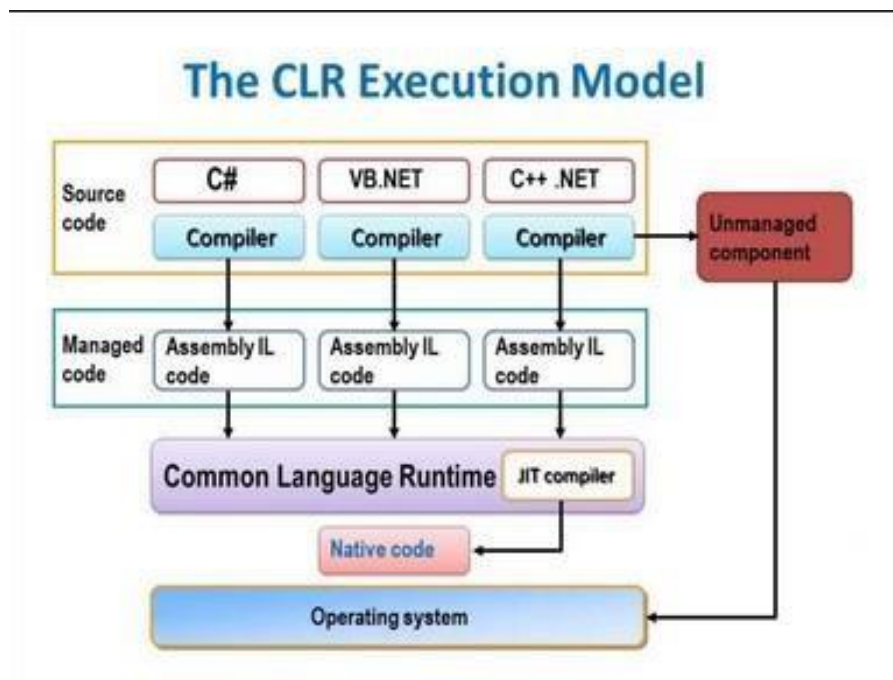 The CLR Execution Model
Source
code
C#
VB.NET
C++ .NET
Compiler
Compiler
Compiler
Unmanaged
component
Managed
code
Assembly IL
code
Assembly IL
code
Assembly IL
code
Common Language Runtime
JIT compiler
Native code
Operating system